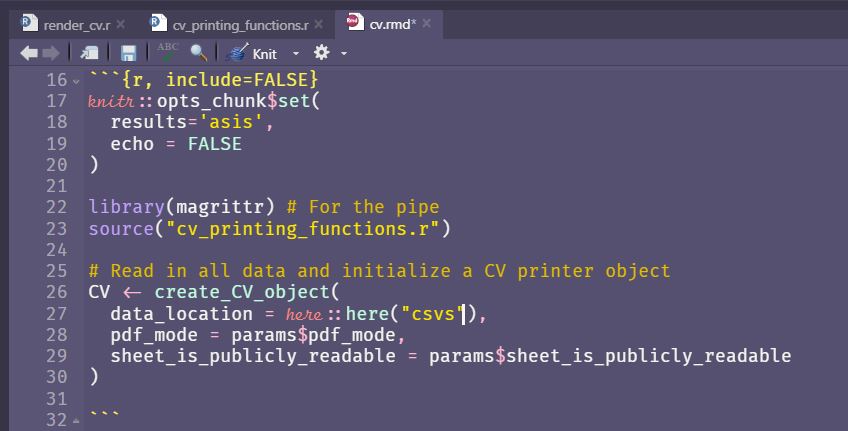 render_cv.r × cv_printing_functions.r × cv.rmd* ×
ABC Knit
16 ```{r, include=FALSE}
17 knitr::opts_chunk$set(
18 results='asis',
19 echo = FALSE
20 )
21
22 library(magrittr) # For the pipe
23 source("cv_printing_functions.r")
24
25 # Read in all data and initialize a CV printer object
26 CV <- create_CV_object(
27 data_location = here::here("csvs"),
28 pdf_mode = params$pdf_mode,
29 sheet_is_publicly_readable = params$sheet_is_publicly_readable
30 )
31
32 ```